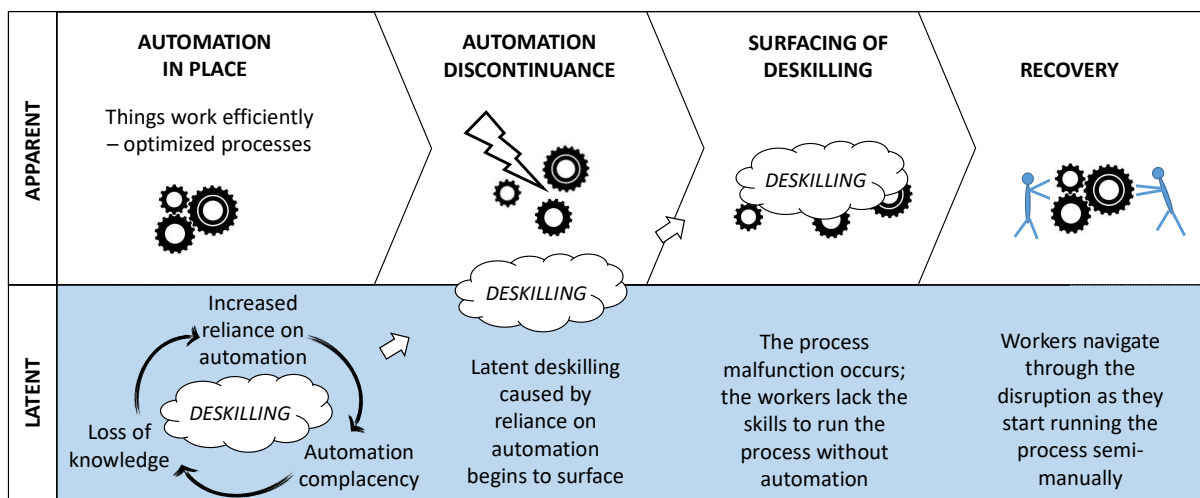 AUTOMATION
IN PLACE
AUTOMATION
DISCONTINUANCE
SURFACING OF
DESKILLING
RECOVERY
APPARENT
Things work efficiently
– optimized processes
DESKILLING
DESKILLING
LATENT
Increased
reliance on
automation
DESKILLING
Loss of
knowledge
Automation
complacency
Latent deskilling
caused by
reliance on
automation
begins to surface
The process
malfunction occurs;
the workers lack the
skills to run the
process without
automation
Workers navigate
through the
disruption as they
start running the
process semi-
manually